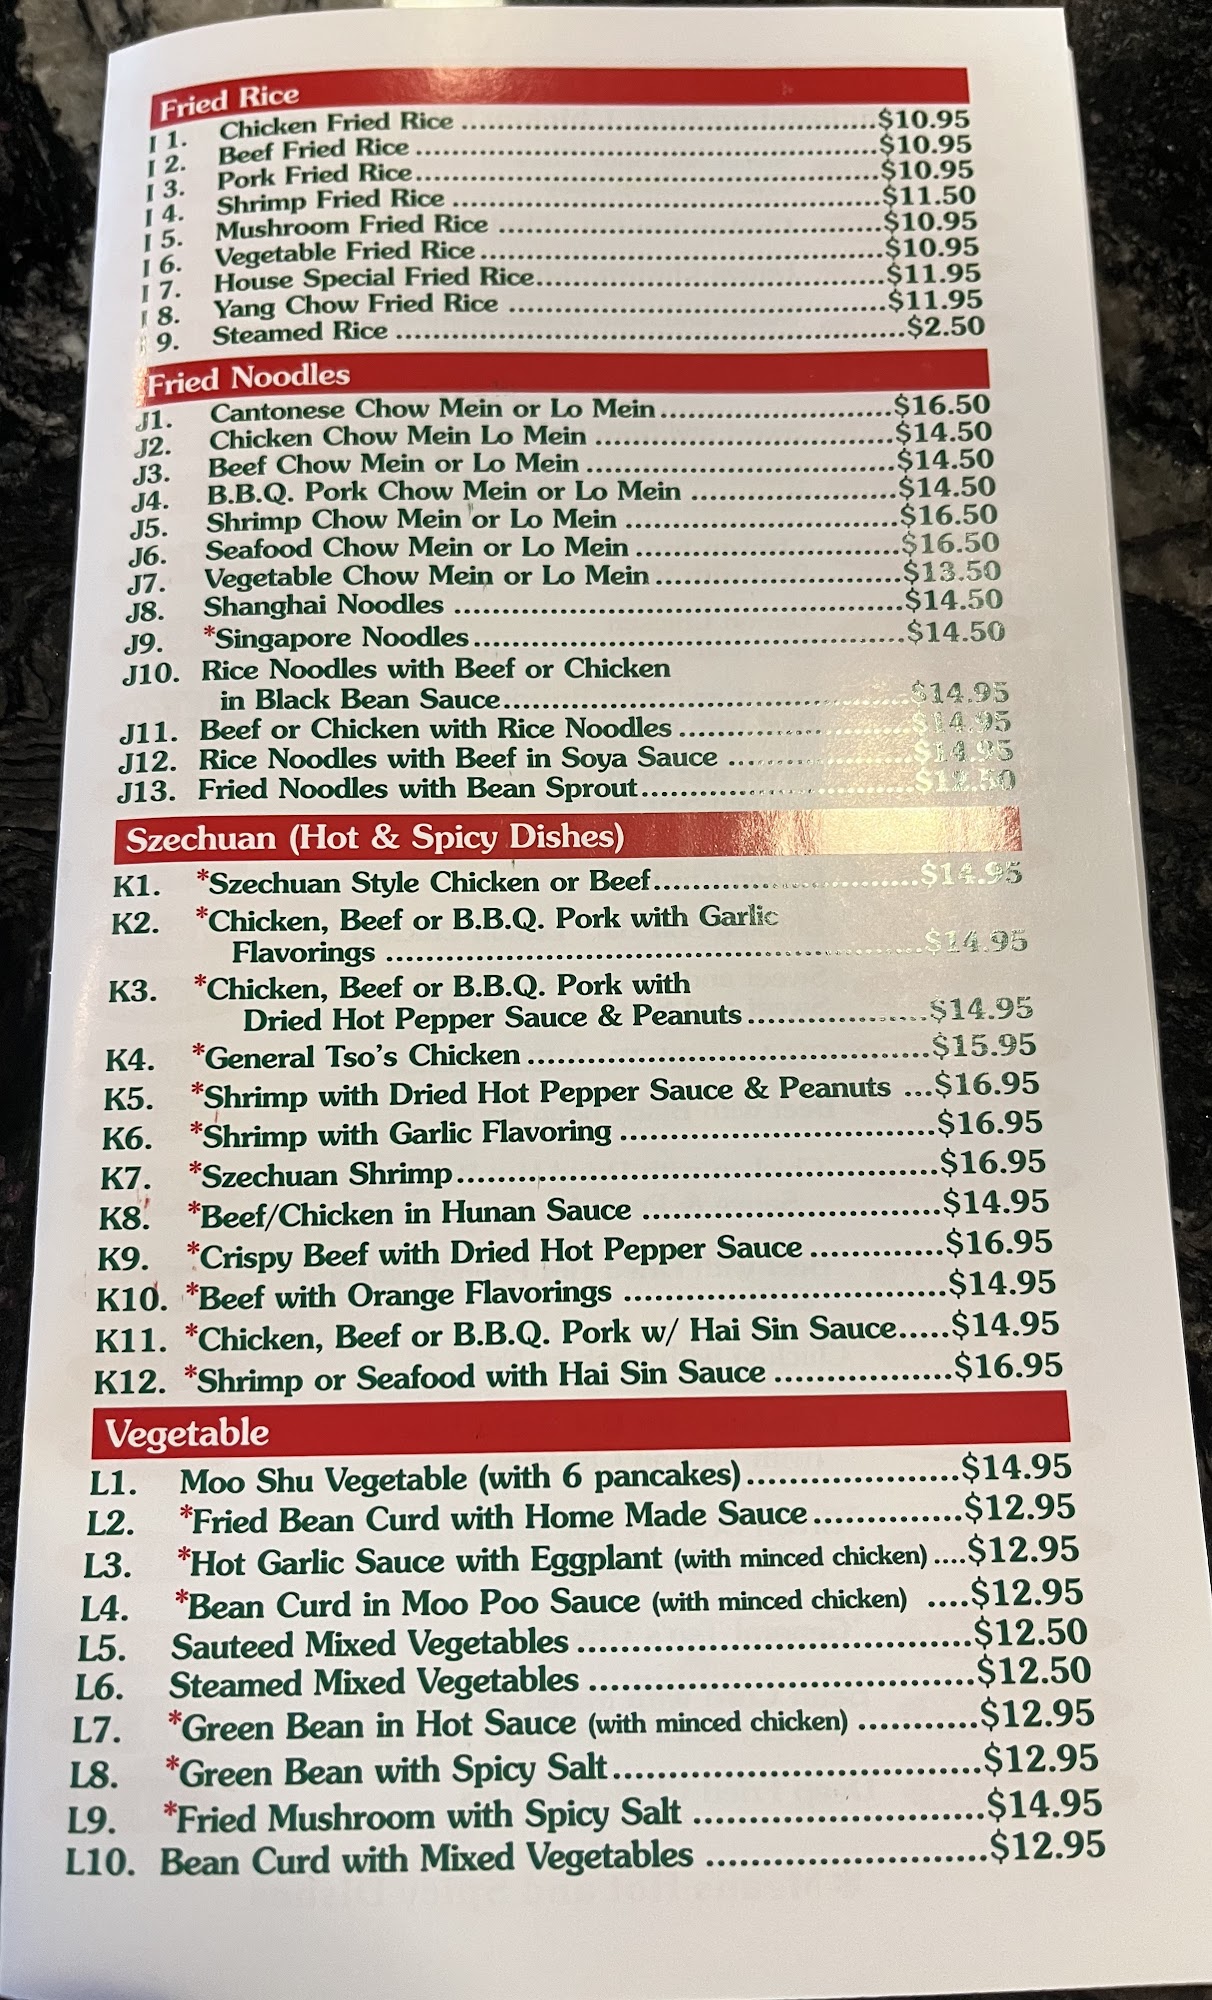 Fried Rice
I 1. Chicken Fried Rice ..................................................$10.95
I 2. Beef Fried Rice ........................................................$10.95
I 3. Pork Fried Rice........................................................$10.95
I 4. Shrimp Fried Rice ...................................................$11.50
I 5. Mushroom Fried Rice ..............................................$10.95
I 6. Vegetable Fried Rice ................................................$10.95
I 7. House Special Fried Rice..........................................$11.95
I 8. Yang Chow Fried Rice .............................................$11.95
9. Steamed Rice .............................................................$2.50
Fried Noodles
J1. Cantonese Chow Mein or Lo Mein...........................$16.50
J2. Chicken Chow Mein Lo Mein ...................................$14.50
J3. Beef Chow Mein or Lo Mein ....................................$14.50
J4. B.B.Q. Pork Chow Mein or Lo Mein ........................$14.50
J5. Shrimp Chow Mein or Lo Mein ................................$16.50
J6. Seafood Chow Mein or Lo Mein ...............................$16.50
J7. Vegetable Chow Mein or Lo Mein .............................$13.50
J8. Shanghai Noodles .....................................................$14.50
J9. *Singapore Noodles...................................................$14.50
J10. Rice Noodles with Beef or Chicken
in Black Bean Sauce................................................$14.95
J11. Beef or Chicken with Rice Noodles ..........................$14.95
J12. Rice Noodles with Beef in Soya Sauce .....................$14.95
J13. Fried Noodles with Bean Sprout...............................$12.50
Szechuan (Hot & Spicy Dishes)
K1. *Szechuan Style Chicken or Beef..............................$14.95
K2. *Chicken, Beef or B.B.Q. Pork with Garlic
Flavorings ............................................................$14.95
K3. *Chicken, Beef or B.B.Q. Pork with
Dried Hot Pepper Sauce & Peanuts ....................$14.95
K4. *General Tso's Chicken ............................................$15.95
K5. *Shrimp with Dried Hot Pepper Sauce & Peanuts ...$16.95
K6. *Shrimp with Garlic Flavoring ..................................$16.95
K7. *Szechuan Shrimp.....................................................$16.95
K8. *Beef/Chicken in Hunan Sauce ................................$14.95
K9. *Crispy Beef with Dried Hot Pepper Sauce ..............$16.95
K10. *Beef with Orange Flavorings ..................................$14.95
K11. *Chicken, Beef or B.B.Q. Pork w/ Hai Sin Sauce.....$14.95
K12. *Shrimp or Seafood with Hai Sin Sauce ..................$16.95
Vegetable
L1. Moo Shu Vegetable (with 6 pancakes)......................$14.95
L2. *Fried Bean Curd with Home Made Sauce ...............$12.95
L3. *Hot Garlic Sauce with Eggplant (with minced chicken) ....$12.95
L4. *Bean Curd in Moo Poo Sauce (with minced chicken) ....$12.95
L5. Sauteed Mixed Vegetables ........................................$12.50
L6. Steamed Mixed Vegetables .......................................$12.50
L7. *Green Bean in Hot Sauce (with minced chicken) ............$12.95
L8. *Green Bean with Spicy Salt.....................................$12.95
L9. *Fried Mushroom with Spicy Salt .............................$14.95
L10. Bean Curd with Mixed Vegetables ............................$12.95